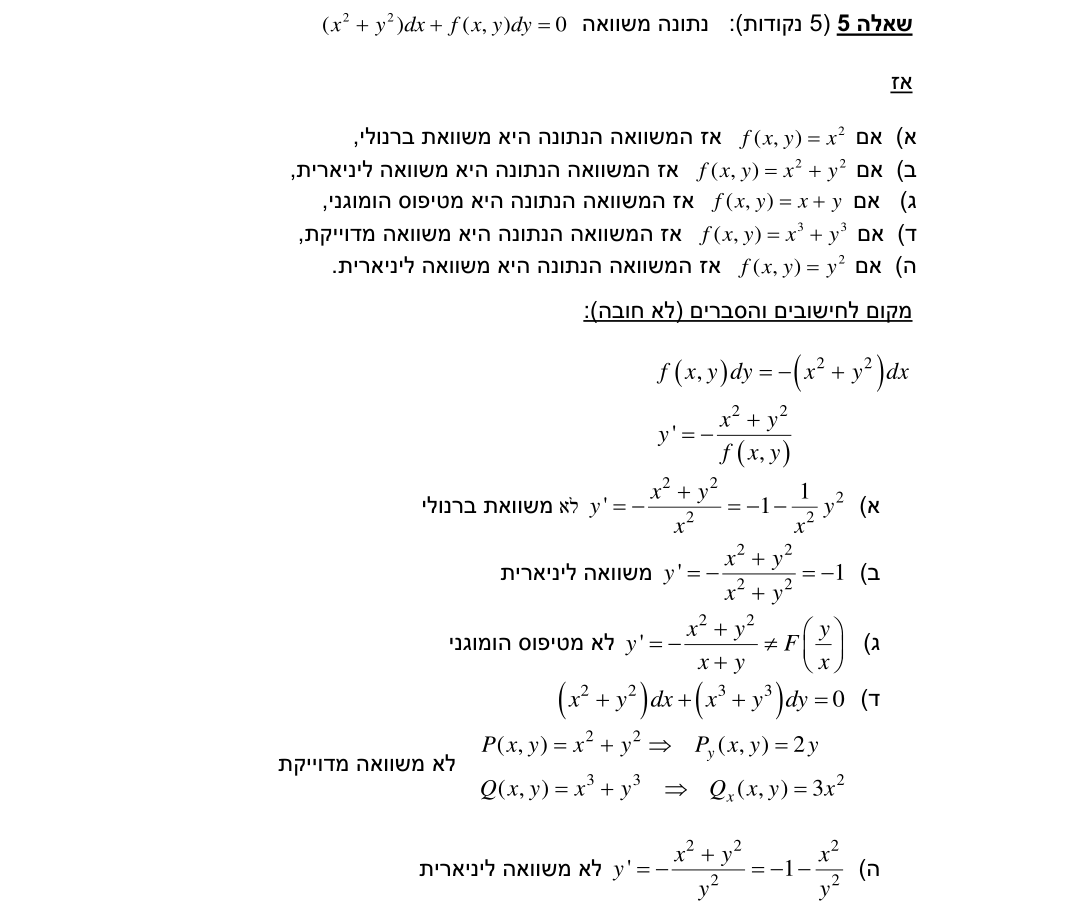 שאלה 5 (5 נקודות): נתונה משוואה (x² + y²)dx + f(x, y)dy = 0
אז
א) אם f(x, y) = x² אז המשוואה הנתונה היא משוואת ברנולי,
ב) אם f(x, y) = x² + y² אז המשוואה הנתונה היא משוואה ליניארית,
ג) אם f(x, y) = x + y אז המשוואה הנתונה היא מטיפוס הומוגני,
ד) אם f(x, y) = x³ + y³ אז המשוואה הנתונה היא משוואה מדוייקת,
ה) אם f(x, y) = y² אז המשוואה הנתונה היא משוואה ליניארית.
מקום לחישובים והסברים (לא חובה):
f(x, y)dy = −(x² + y²)dx
y' = −(x² + y²)/f(x, y)
א) y' = −(x² + y²)/x² = −1 − (1/x²)y² לא משוואת ברנולי
ב) y' = −(x² + y²)/(x² + y²) = −1 משוואה ליניארית
ג) y' = −(x² + y²)/(x + y) ≠ F(y/x) לא מטיפוס הומוגני
ד) (x² + y²)dx + (x³ + y³)dy = 0
P(x, y) = x² + y² ⇒ P_y(x, y) = 2y
לא משוואה מדוייקת
Q(x, y) = x³ + y³ ⇒ Q_x(x, y) = 3x²
ה) y' = −(x² + y²)/y² = −1 − x²/y² לא משוואה ליניארית